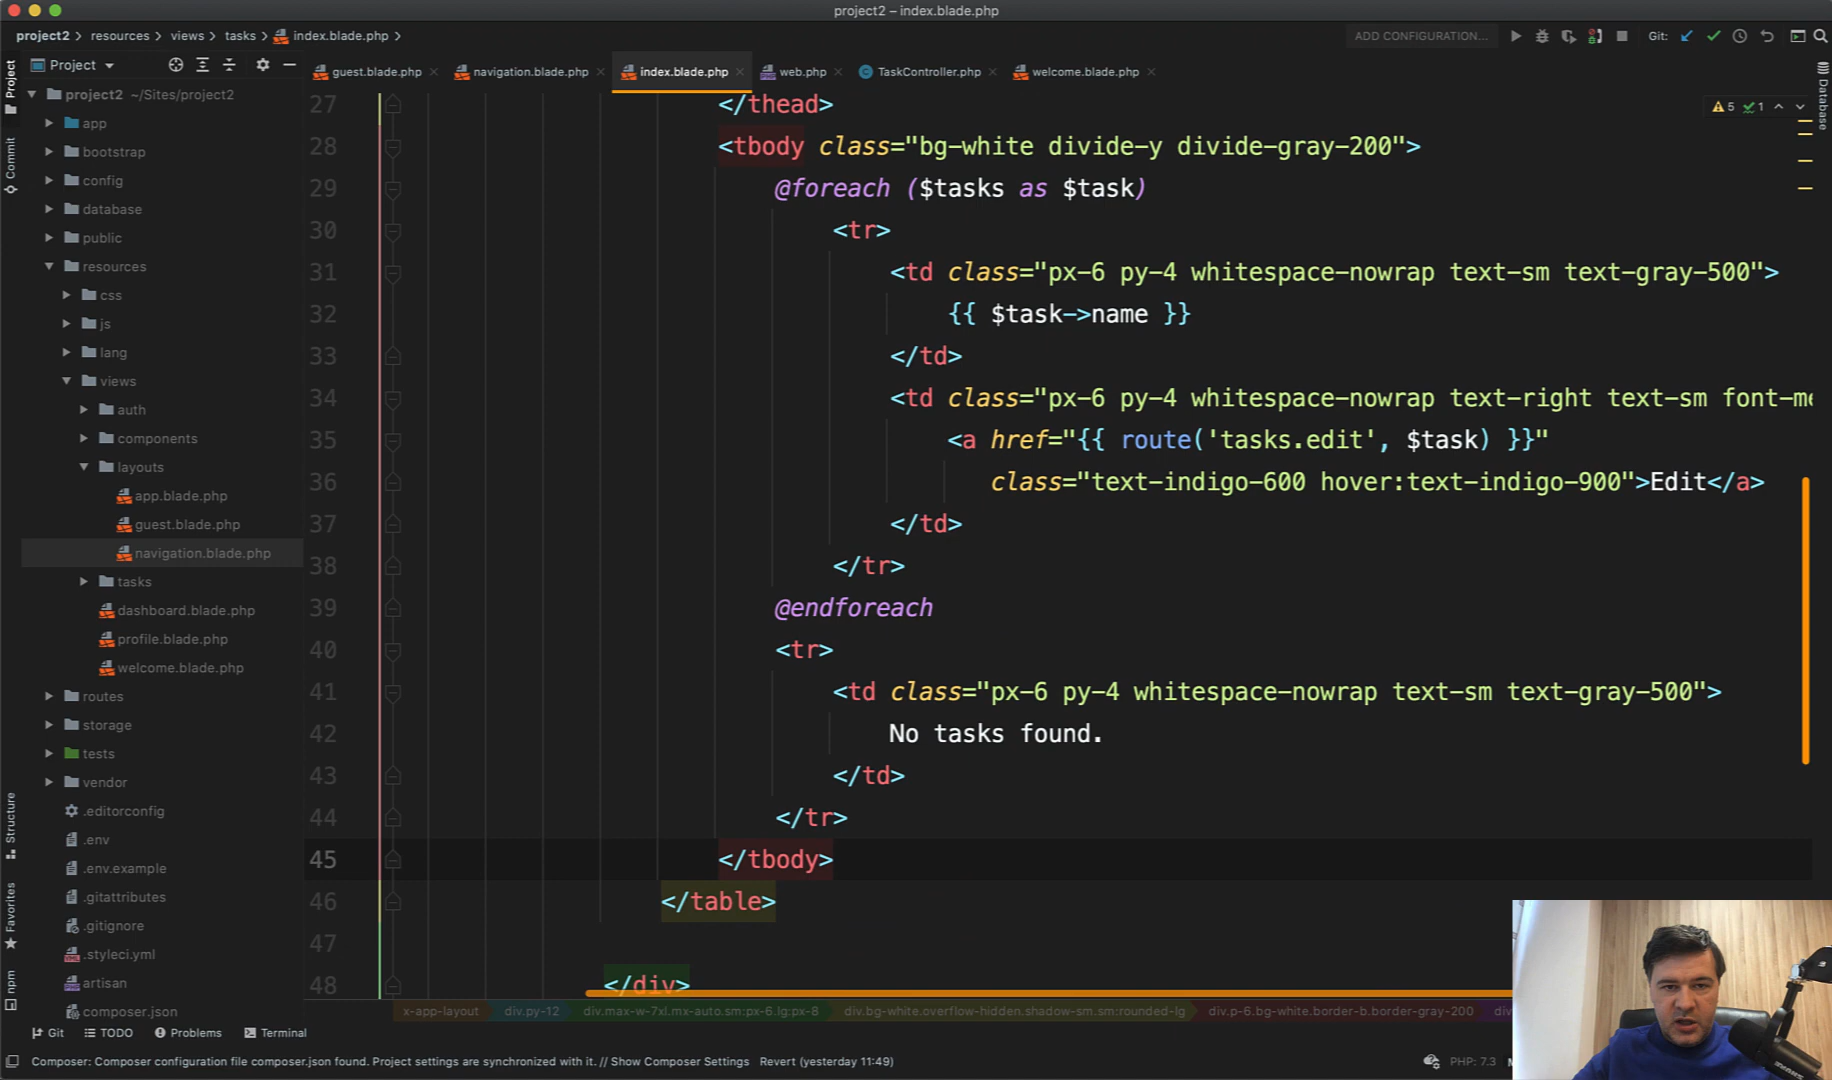 project2 – index.blade.php
project2 > resources > views > tasks > index.blade.php >
ADD CONFIGURATION...
Git:
Project
guest.blade.php
navigation.blade.php
index.blade.php
web.php
TaskController.php
welcome.blade.php
Project
Commit
Structure
Favorites
npm
Database
project2 ~/Sites/project2
app
bootstrap
config
database
public
resources
css
js
lang
views
auth
components
layouts
app.blade.php
guest.blade.php
navigation.blade.php
tasks
dashboard.blade.php
profile.blade.php
welcome.blade.php
routes
storage
tests
vendor
.editorconfig
.env
.env.example
.gitattributes
.gitignore
.styleci.yml
artisan
composer.json
5 1
27 </thead>
28 <tbody class="bg-white divide-y divide-gray-200">
29 @foreach ($tasks as $task)
30 <tr>
31 <td class="px-6 py-4 whitespace-nowrap text-sm text-gray-500">
32 {{ $task->name }}
33 </td>
34 <td class="px-6 py-4 whitespace-nowrap text-right text-sm font-me
35 <a href="{{ route('tasks.edit', $task) }}"
36 class="text-indigo-600 hover:text-indigo-900">Edit</a>
37 </td>
38 </tr>
39 @endforeach
40 <tr>
41 <td class="px-6 py-4 whitespace-nowrap text-sm text-gray-500">
42 No tasks found.
43 </td>
44 </tr>
45 </tbody>
46 </table>
47
48 </div>
x-app-layout
div.py-12
div.max-w-7xl.mx-auto.sm:px-6.lg:px-8
div.bg-white.overflow-hidden.shadow-sm.sm:rounded-lg
div.p-6.bg-white.border-b.border-gray-200
Git
TODO
Problems
Terminal
Composer: Composer configuration file composer.json found. Project settings are synchronized with it. // Show Composer Settings Revert (yesterday 11:49)
PHP: 7.3